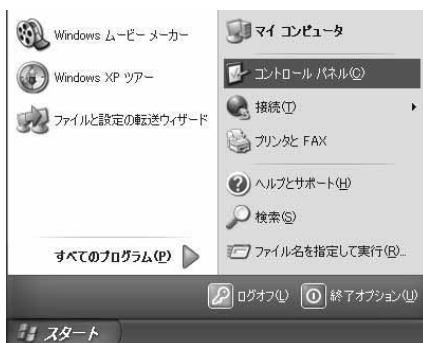 Windows ムービー メーカー
Windows XP ツアー
ファイルと設定の転送ウィザード
すべてのプログラム(P)
マイ コンピュータ
コントロール パネル(C)
接続(T)
プリンタと FAX
ヘルプとサポート(H)
検索(S)
ファイル名を指定して実行(R)...
ログオフ(L)
終了オプション(U)
スタート